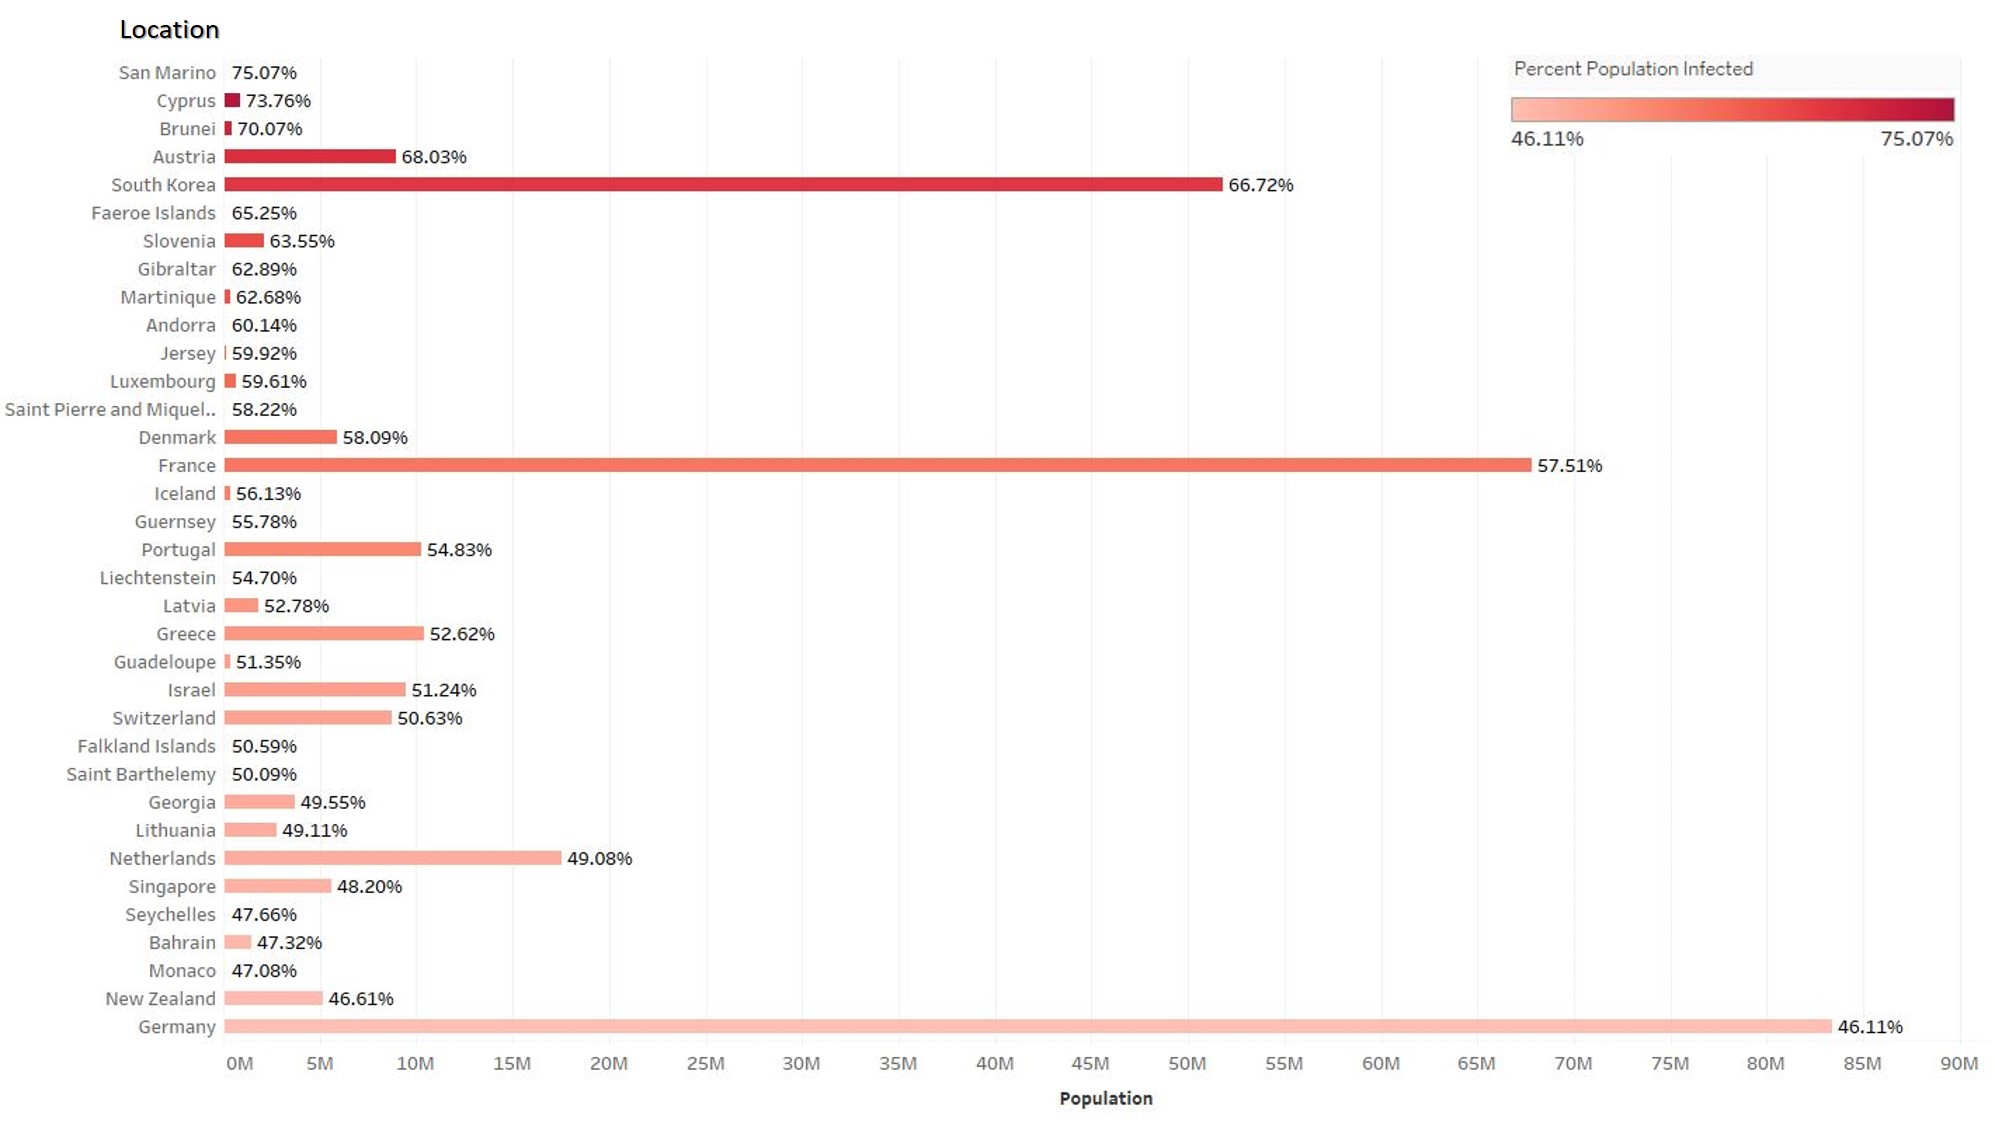 Location
Percent Population Infected
46.11% 75.07%
San Marino 75.07%
Cyprus 73.76%
Brunei 70.07%
Austria 68.03%
South Korea 66.72%
Faeroe Islands 65.25%
Slovenia 63.55%
Gibraltar 62.89%
Martinique 62.68%
Andorra 60.14%
Jersey 59.92%
Luxembourg 59.61%
Saint Pierre and Miquel.. 58.22%
Denmark 58.09%
France 57.51%
Iceland 56.13%
Guernsey 55.78%
Portugal 54.83%
Liechtenstein 54.70%
Latvia 52.78%
Greece 52.62%
Guadeloupe 51.35%
Israel 51.24%
Switzerland 50.63%
Falkland Islands 50.59%
Saint Barthelemy 50.09%
Georgia 49.55%
Lithuania 49.11%
Netherlands 49.08%
Singapore 48.20%
Seychelles 47.66%
Bahrain 47.32%
Monaco 47.08%
New Zealand 46.61%
Germany 46.11%
0M 5M 10M 15M 20M 25M 30M 35M 40M 45M 50M 55M 60M 65M 70M 75M 80M 85M 90M
Population